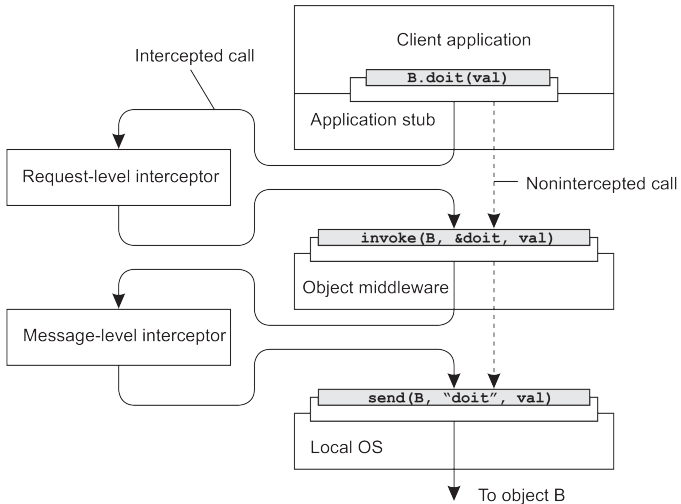 Client application
Intercepted call
B.doit(val)
Application stub
Request-level interceptor
Nonintercepted call
invoke(B, &doit, val)
Object middleware
Message-level interceptor
send(B, “doit”, val)
Local OS
To object B